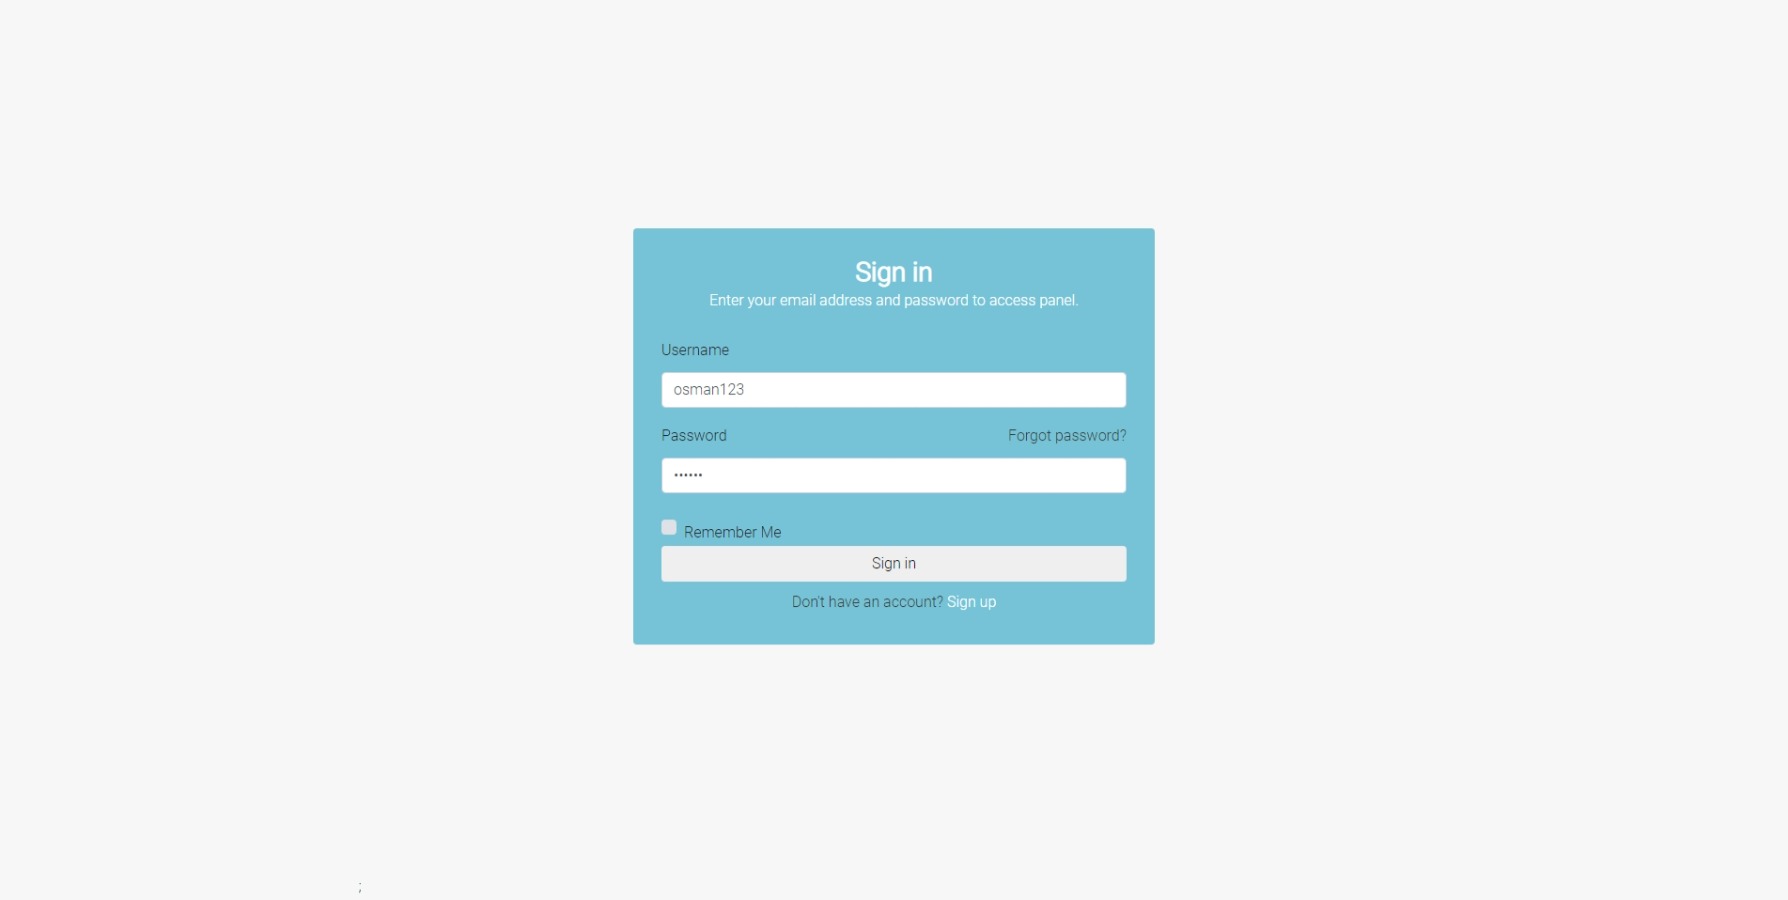 Sign in
Enter your email address and password to access panel.
Username
osman123
Password Forgot password?
••••••
Remember Me
Sign in
Don't have an account? Sign up
;